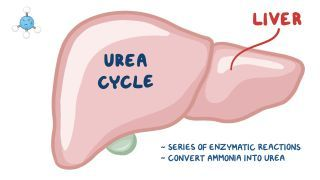 LIVER
UREA
CYCLE
~ SERIES OF ENZYMATIC REACTIONS
~ CONVERT AMMONIA INTO UREA